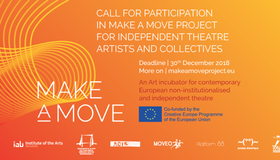 CALL FOR PARTICIPATION
IN MAKE A MOVE PROJECT
FOR INDEPENDENT THEATRE
ARTISTS AND COLLECTIVES
Deadline | 30th December 2018
More on | makeamoveproject.eu
An Art incubator for contemporary
European non-institutionalised
and independent theatre
MAKE
A MOVE
Co-funded by the
Creative Europe Programme
of the European Union
Institute of the Arts
MOVEO